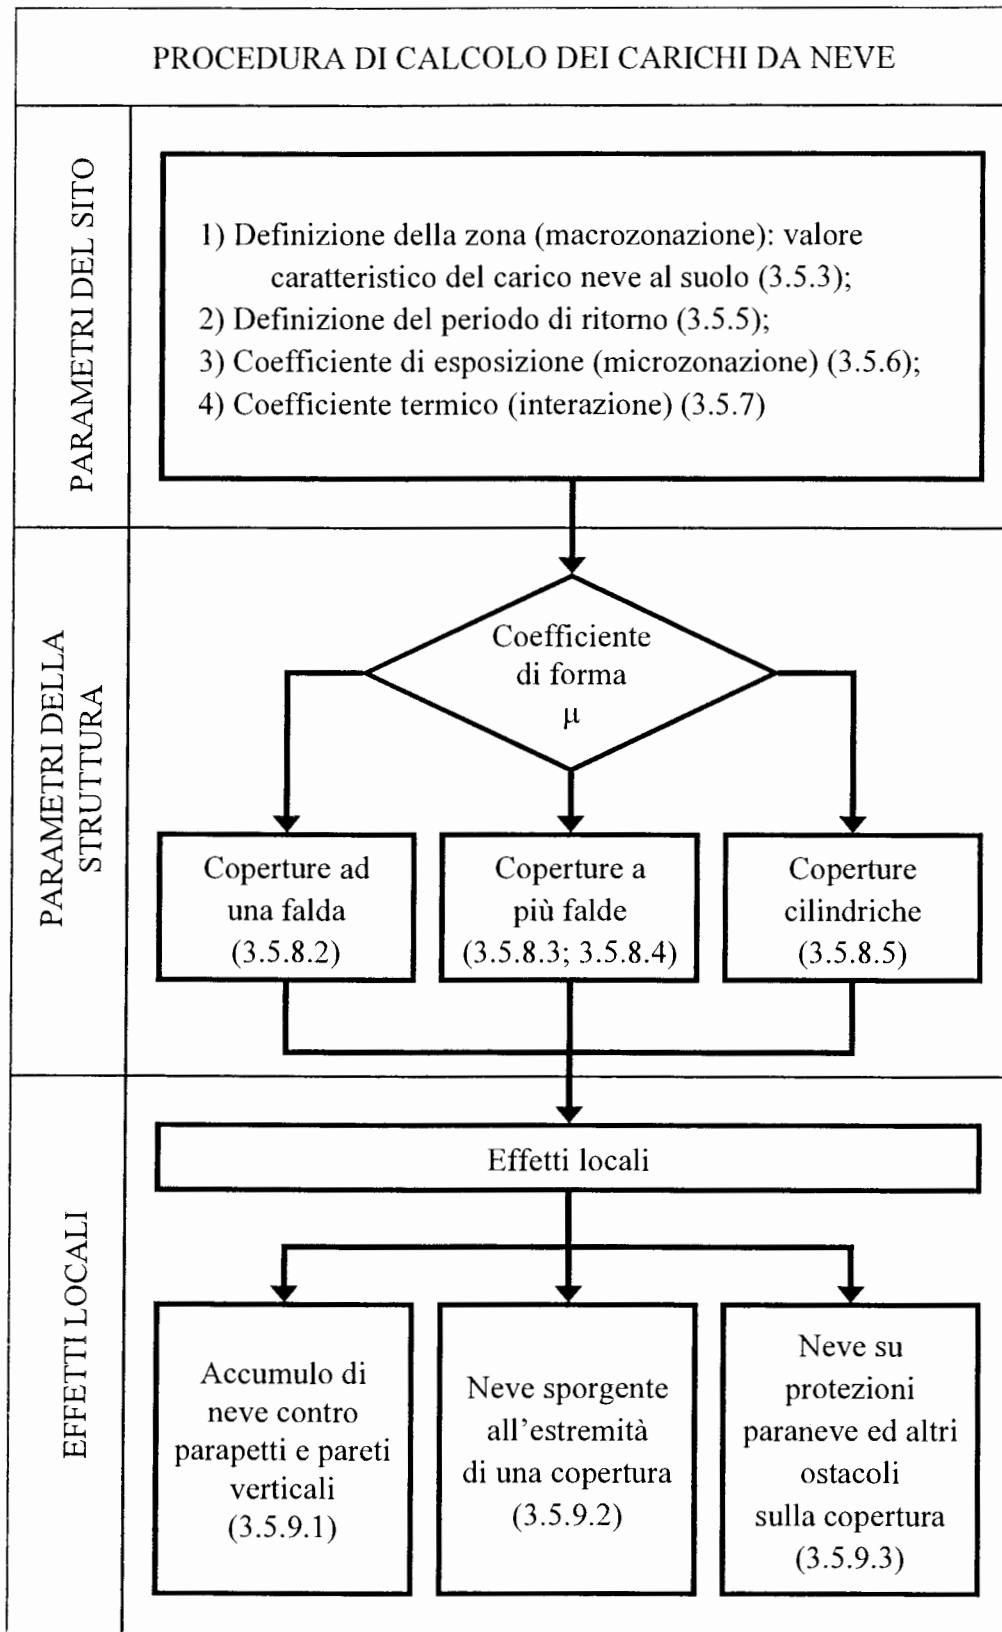 PROCEDURA DI CALCOLO DEI CARICHI DA NEVE
PARAMETRI DEL SITO
1) Definizione della zona (macrozonazione): valore
caratteristico del carico neve al suolo (3.5.3);
2) Definizione del periodo di ritorno (3.5.5);
3) Coefficiente di esposizione (microzonazione) (3.5.6);
4) Coefficiente termico (interazione) (3.5.7)
PARAMETRI DELLA
STRUTTURA
Coefficiente
di forma
μ
Coperture ad
una falda
(3.5.8.2)
Coperture a
più falde
(3.5.8.3; 3.5.8.4)
Coperture
cilindriche
(3.5.8.5)
EFFETTI LOCALI
Effetti locali
Accumulo di
neve contro
parapetti e pareti
verticali
(3.5.9.1)
Neve sporgente
all'estremità
di una copertura
(3.5.9.2)
Neve su
protezioni
paraneve ed altri
ostacoli
sulla copertura
(3.5.9.3)